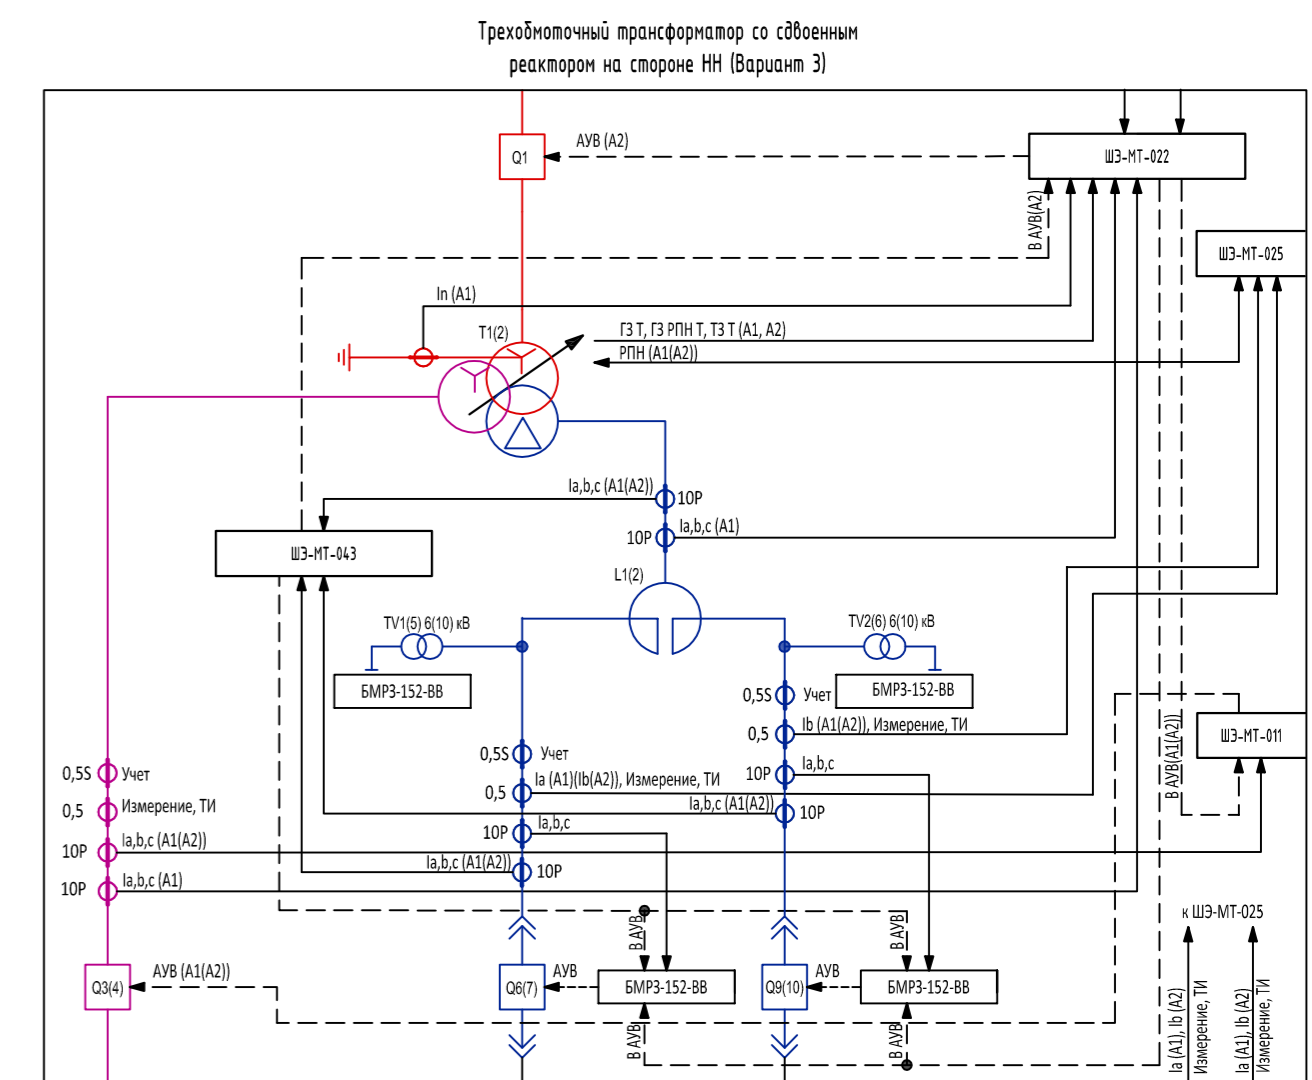 Трехобмоточный трансформатор со сдвоенным
реактором на стороне НН (Вариант 3)
Q1
АУВ (А2)
ШЭ-МТ-022
В АУВ(А2)
ШЭ-МТ-025
In (А1)
Т1(2)
ГЗ Т, ГЗ РПН Т, ТЗ Т (А1, А2)
РПН (А1(А2))
Ia,b,c (А1(А2))
10Р
10Р
Ia,b,c (А1)
ШЭ-МТ-043
L1(2)
TV1(5) 6(10) кВ
TV2(6) 6(10) кВ
БМРЗ-152-ВВ
БМРЗ-152-ВВ
0,5S
Учет
0,5
Ib (А1(А2)), Измерение, ТИ
ШЭ-МТ-011
В АУВ(А1(А2))
0,5S
Учет
10Р
Ia,b,c
0,5S
Учет
0,5
Ia (А1)(Ib(А2)), Измерение, ТИ
0,5
Измерение, ТИ
Ia,b,c (А1(А2))
10Р
10Р
Ia,b,c
10Р
Ia,b,c (А1(А2))
Ia,b,c (А1(А2))
10Р
10Р
Ia,b,c (А1)
к ШЭ-МТ-025
В АУВ
В АУВ
АУВ (А1(А2))
АУВ
АУВ
Q3(4)
Q6(7)
БМРЗ-152-ВВ
Q9(10)
БМРЗ-152-ВВ
В АУВ
В АУВ
Ia (А1), Ib (А2)
Измерение, ТИ
Ia (А1), Ib (А2)
Измерение, ТИ